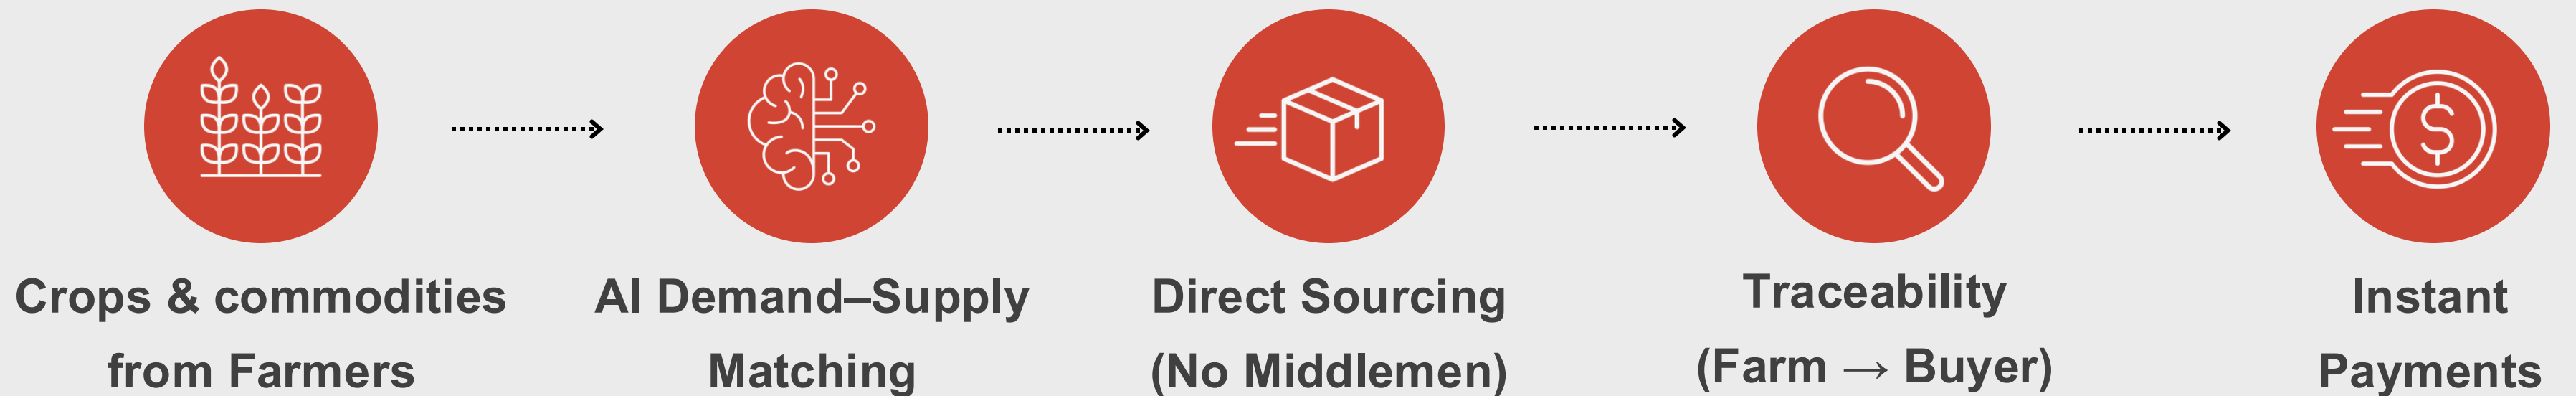 Crops & commodities
from Farmers
AI Demand–Supply
Matching
Direct Sourcing
(No Middlemen)
Traceability
(Farm → Buyer)
Instant
Payments